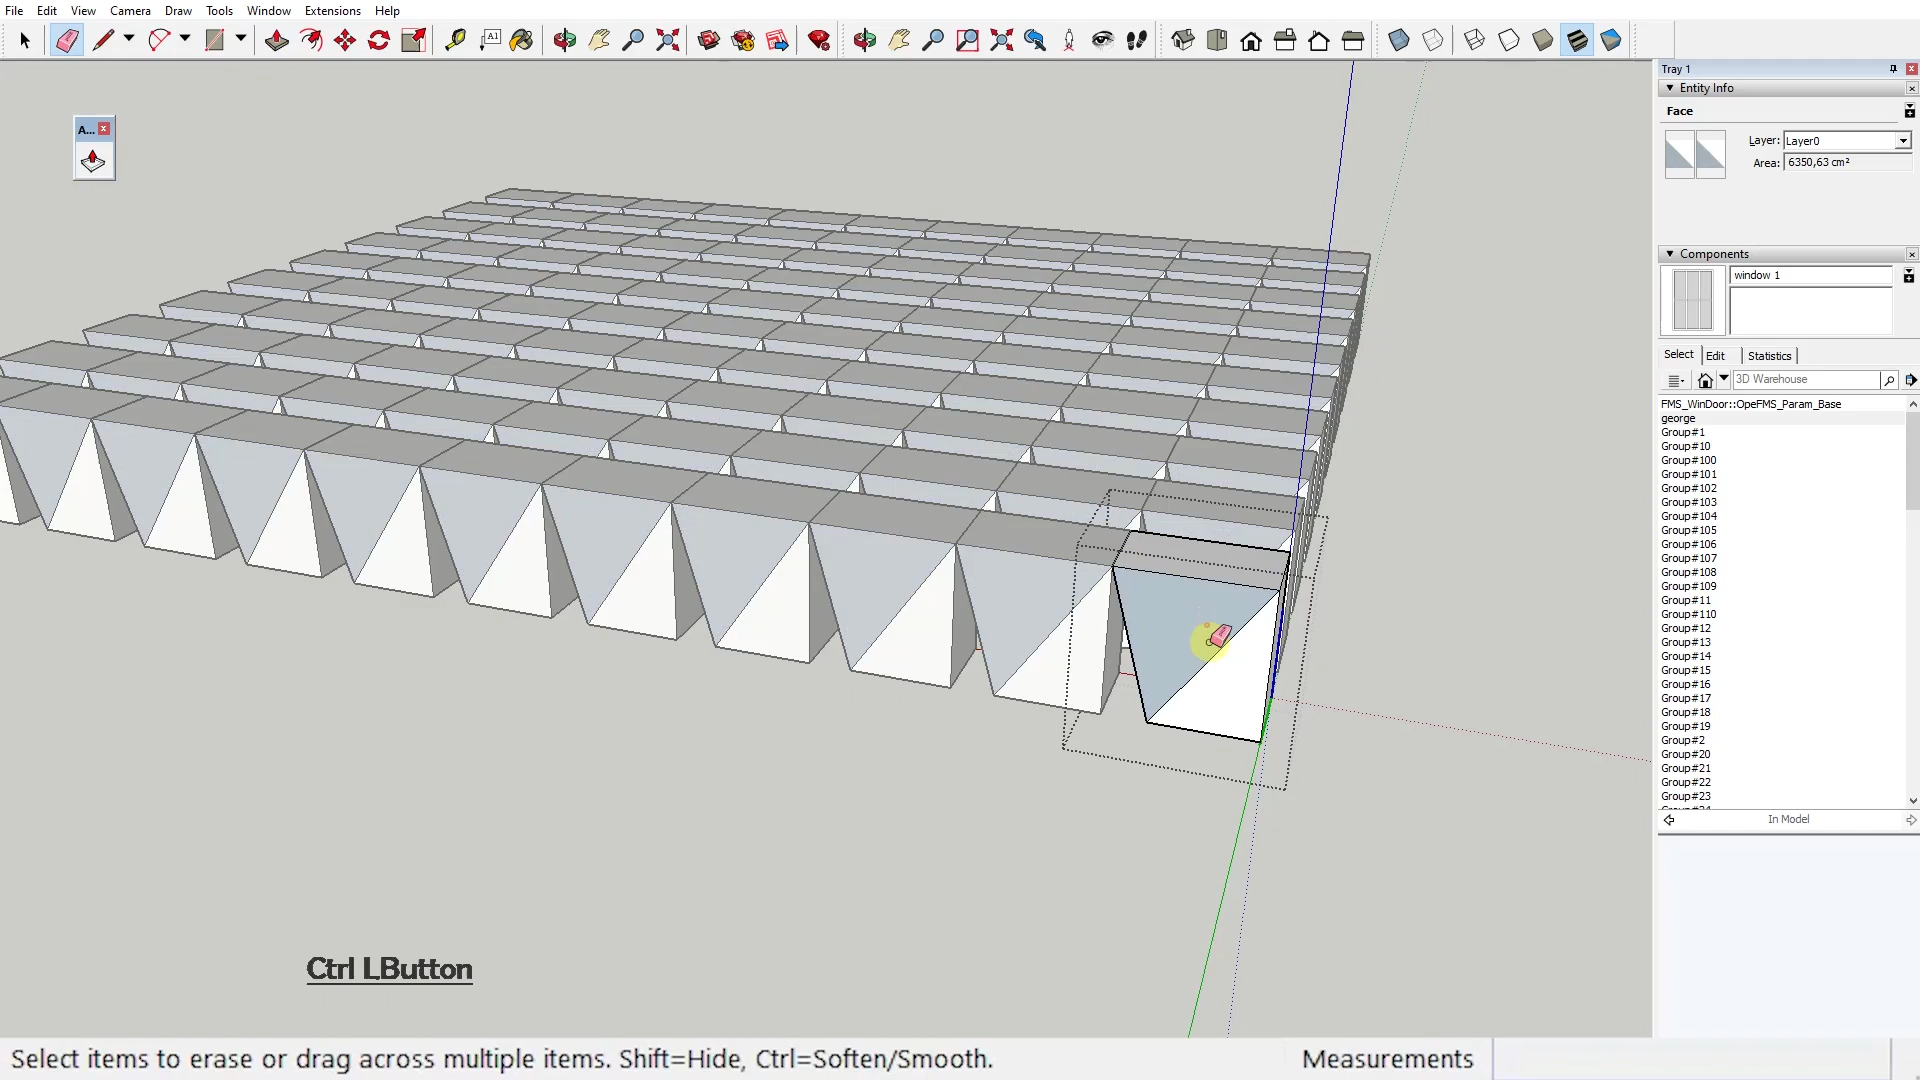 File Edit View Camera Draw Tools Window Extensions Help
A1
Tray 1
A...
Entity Info
Face
Layer: Layer0
Area: 6350,63 cm²
Components
window 1
Select Edit Statistics
3D Warehouse
FMS_WinDoor::OpeFMS_Param_Base
george
Group#1
Group#10
Group#100
Group#101
Group#102
Group#103
Group#104
Group#105
Group#106
Group#107
Group#108
Group#109
Group#11
Group#110
Group#12
Group#13
Group#14
Group#15
Group#16
Group#17
Group#18
Group#19
Group#2
Group#20
Group#21
Group#22
Group#23
In Model
Ctrl LButton
Select items to erase or drag across multiple items. Shift=Hide, Ctrl=Soften/Smooth.
Measurements